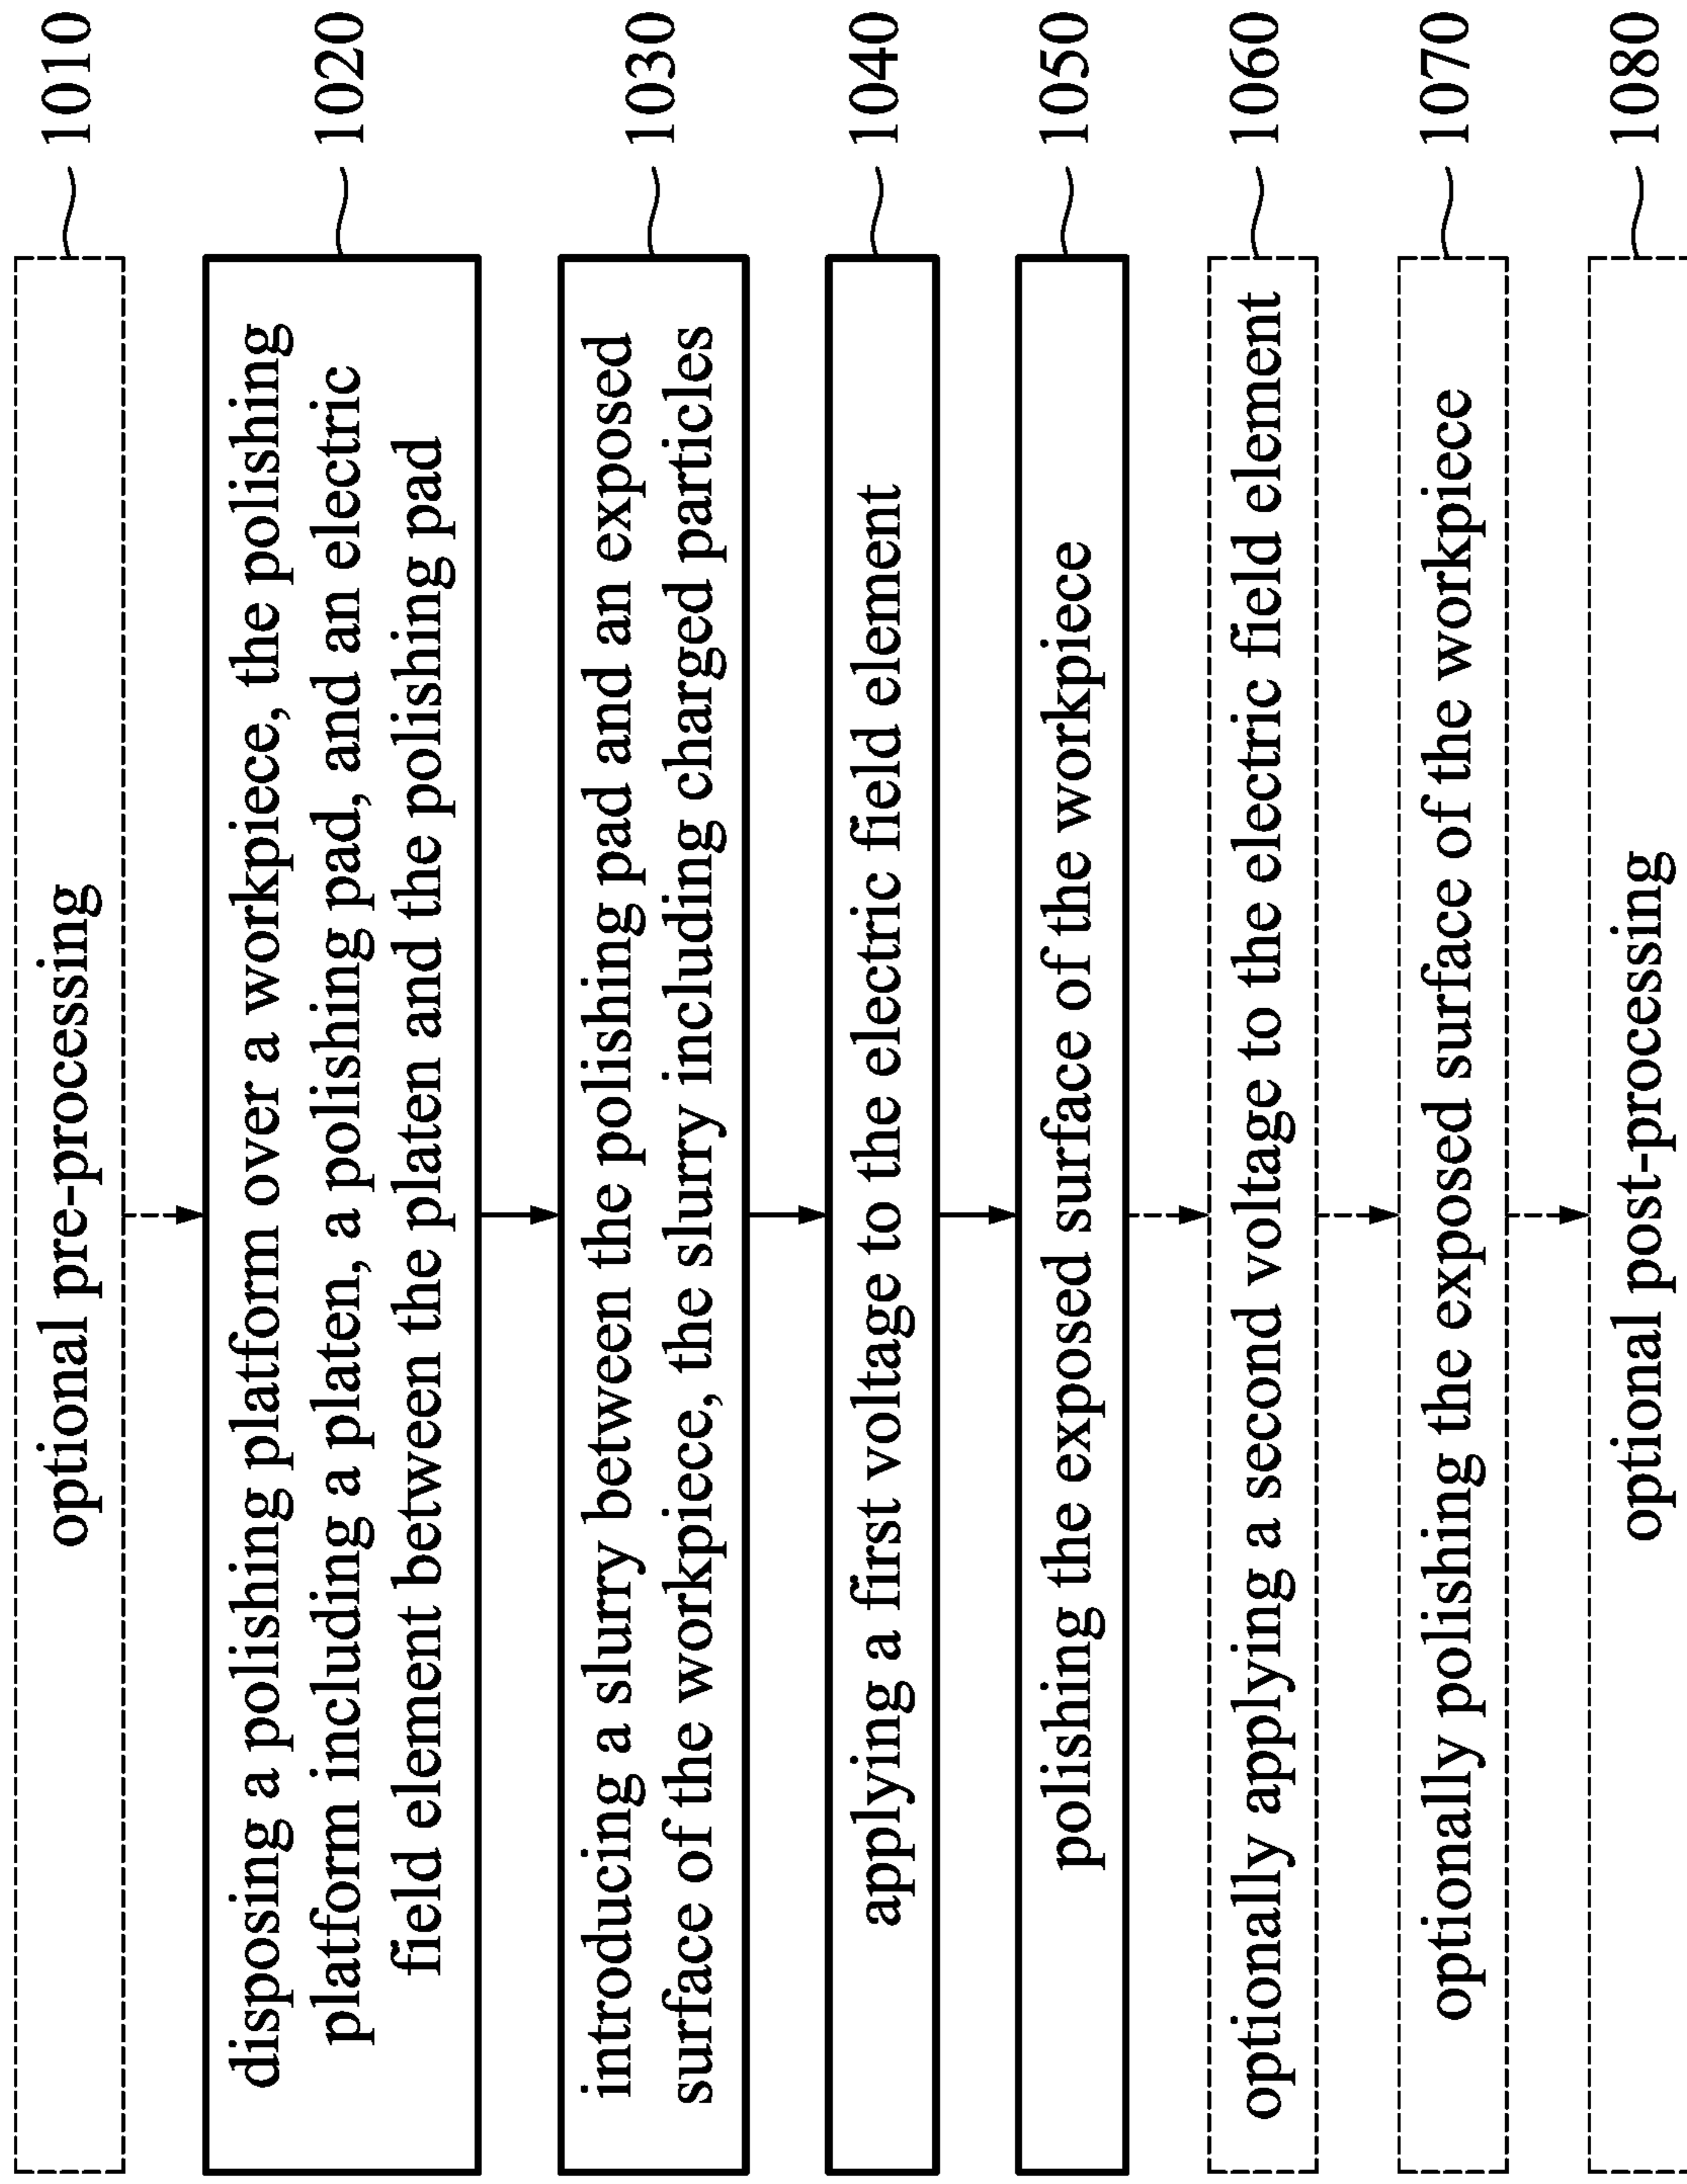 optional pre-processing
1010
disposing a polishing platform over a workpiece, the polishing
platform including a platen, a polishing pad, and an electric
field element between the platen and the polishing pad
1020
introducing a slurry between the polishing pad and an exposed
surface of the workpiece, the slurry including charged particles
1030
applying a first voltage to the electric field element
1040
polishing the exposed surface of the workpiece
1050
optionally applying a second voltage to the electric field element
1060
optionally polishing the exposed surface of the workpiece
1070
optional post-processing
1080